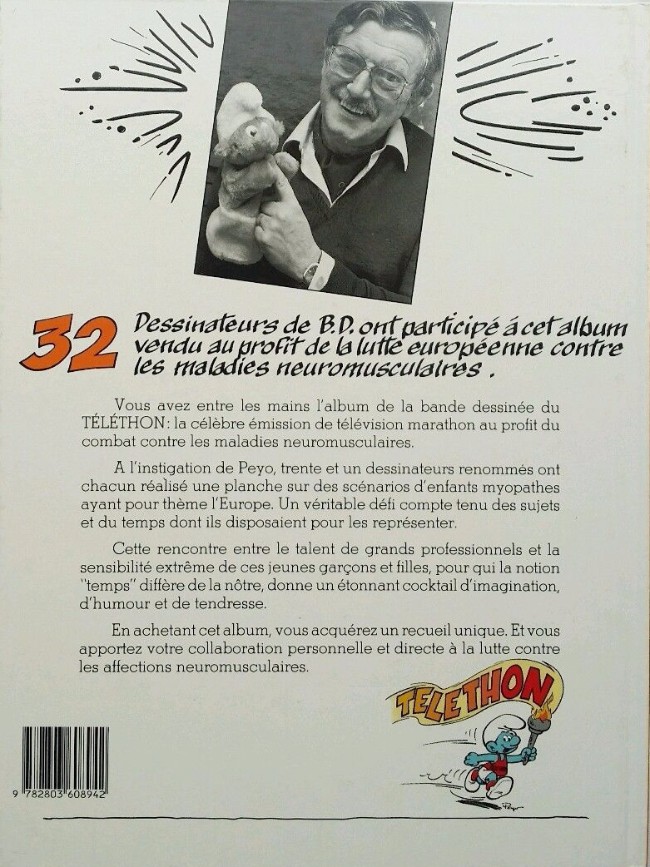 32 Dessinateurs de B.D. ont participé á cet album
vendu au profit de la lutte européenne contre
les maladies neuromusculaires.
Vous avez entre les mains l'album de la bande dessinée du
TÉLÉTHON: la célèbre émission de télévision marathon au profit du
combat contre les maladies neuromusculaires.
A l'instigation de Peyo, trente et un dessinateurs renommés ont
chacun réalisé une planche sur des scénarios d'enfants myopathes
ayant pour thème l'Europe. Un véritable défi compte tenu des sujets
et du temps dont ils disposaient pour les représenter.
Cette rencontre entre le talent de grands professionnels et la
sensibilité extrême de ces jeunes garçons et filles, pour qui la notion
"temps" diffère de la nôtre, donne un étonnant cocktail d'imagination,
d'humour et de tendresse.
En achetant cet album, vous acquérez un recueil unique. Et vous
apportez votre collaboration personnelle et directe à la lutte contre
les affections neuromusculaires.
TELETHON
Peyo
9 782803 608942